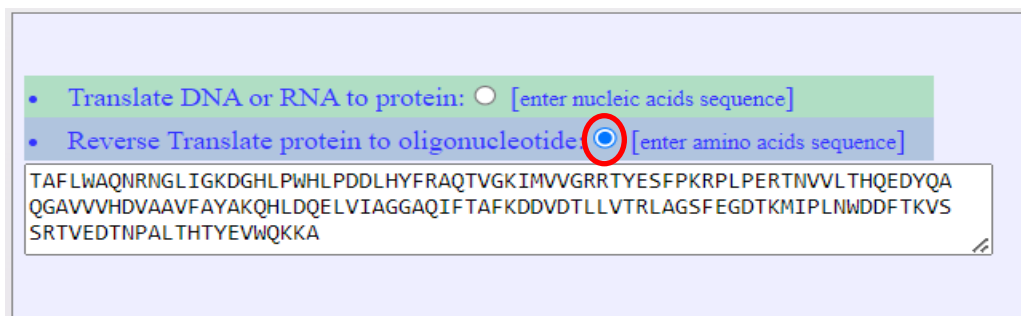 • Translate DNA or RNA to protein: [enter nucleic acids sequence]
• Reverse Translate protein to oligonucleotide: [enter amino acids sequence]
TAFLWAQNRNGLIGKDGHLPWHLPDDLHYFRAQTVGKIMVVGRRTYESFPKRPLPERTNVVLTHQEDYQA
QGAVVVHDVAAVFAYAKQHLDQELVIAGGAQIFTAFKDDVDTLLVTRLAGSFEGDTKMIPLNWDDFTKVS
SRTVEDTNPALTHTYEVWQKKA